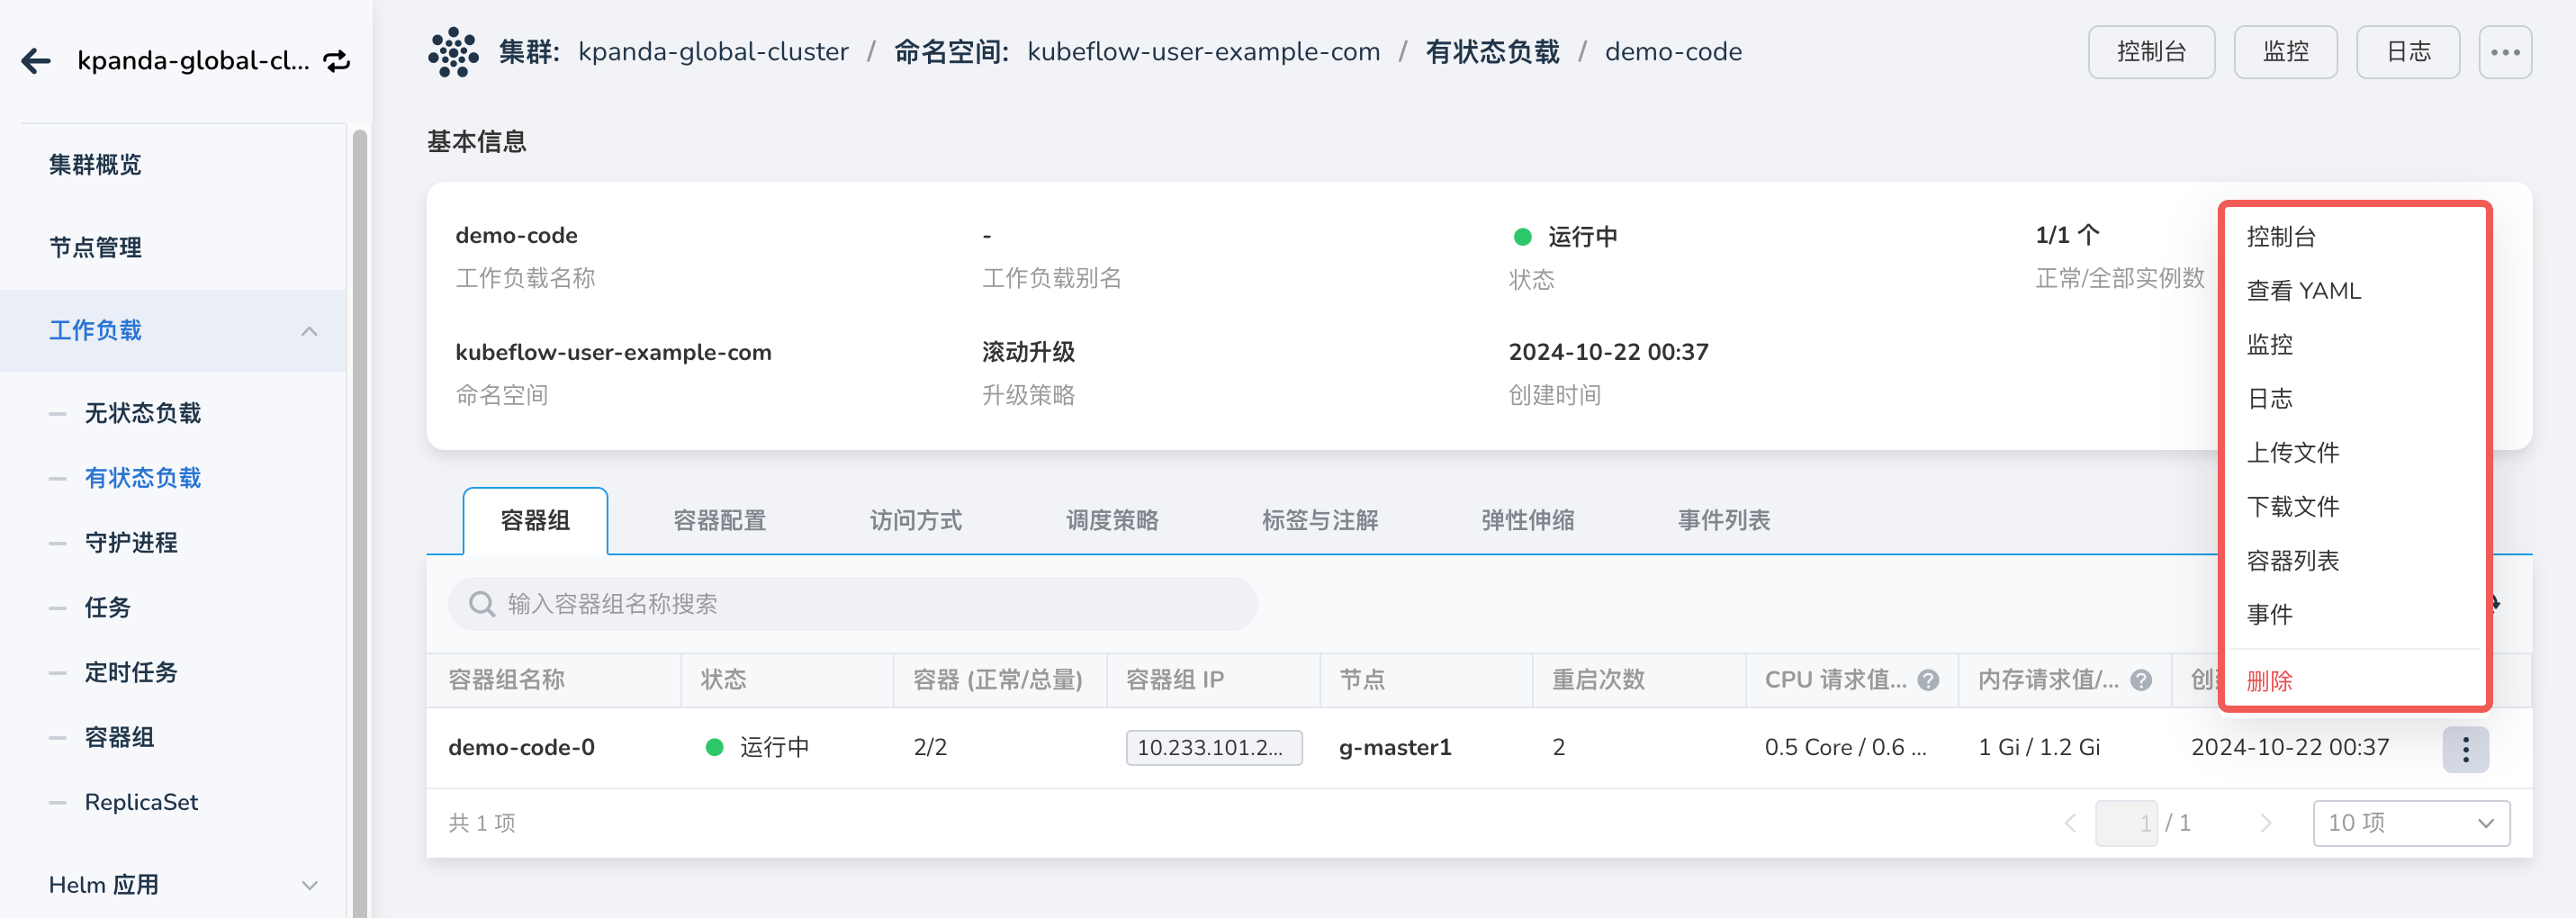 kpanda-global-cl...
集群概览
节点管理
工作负载
无状态负载
有状态负载
守护进程
任务
定时任务
容器组
ReplicaSet
Helm 应用
集群: kpanda-global-cluster / 命名空间: kubeflow-user-example-com / 有状态负载 / demo-code
控制台 监控 日志
基本信息
demo-code - 运行中 1/1 个
工作负载名称 工作负载别名 状态 正常/全部实例数
kubeflow-user-example-com 滚动升级 2024-10-22 00:37
命名空间 升级策略 创建时间
控制台
查看 YAML
监控
日志
上传文件
下载文件
容器列表
事件
删除
容器组 容器配置 访问方式 调度策略 标签与注解 弹性伸缩 事件列表
输入容器组名称搜索
容器组名称 状态 容器 (正常/总量) 容器组 IP 节点 重启次数 CPU 请求值... 内存请求值/...
demo-code-0 运行中 2/2 10.233.101.2... g-master1 2 0.5 Core / 0.6 ... 1 Gi / 1.2 Gi 2024-10-22 00:37
共 1 项 1 / 1 10 项